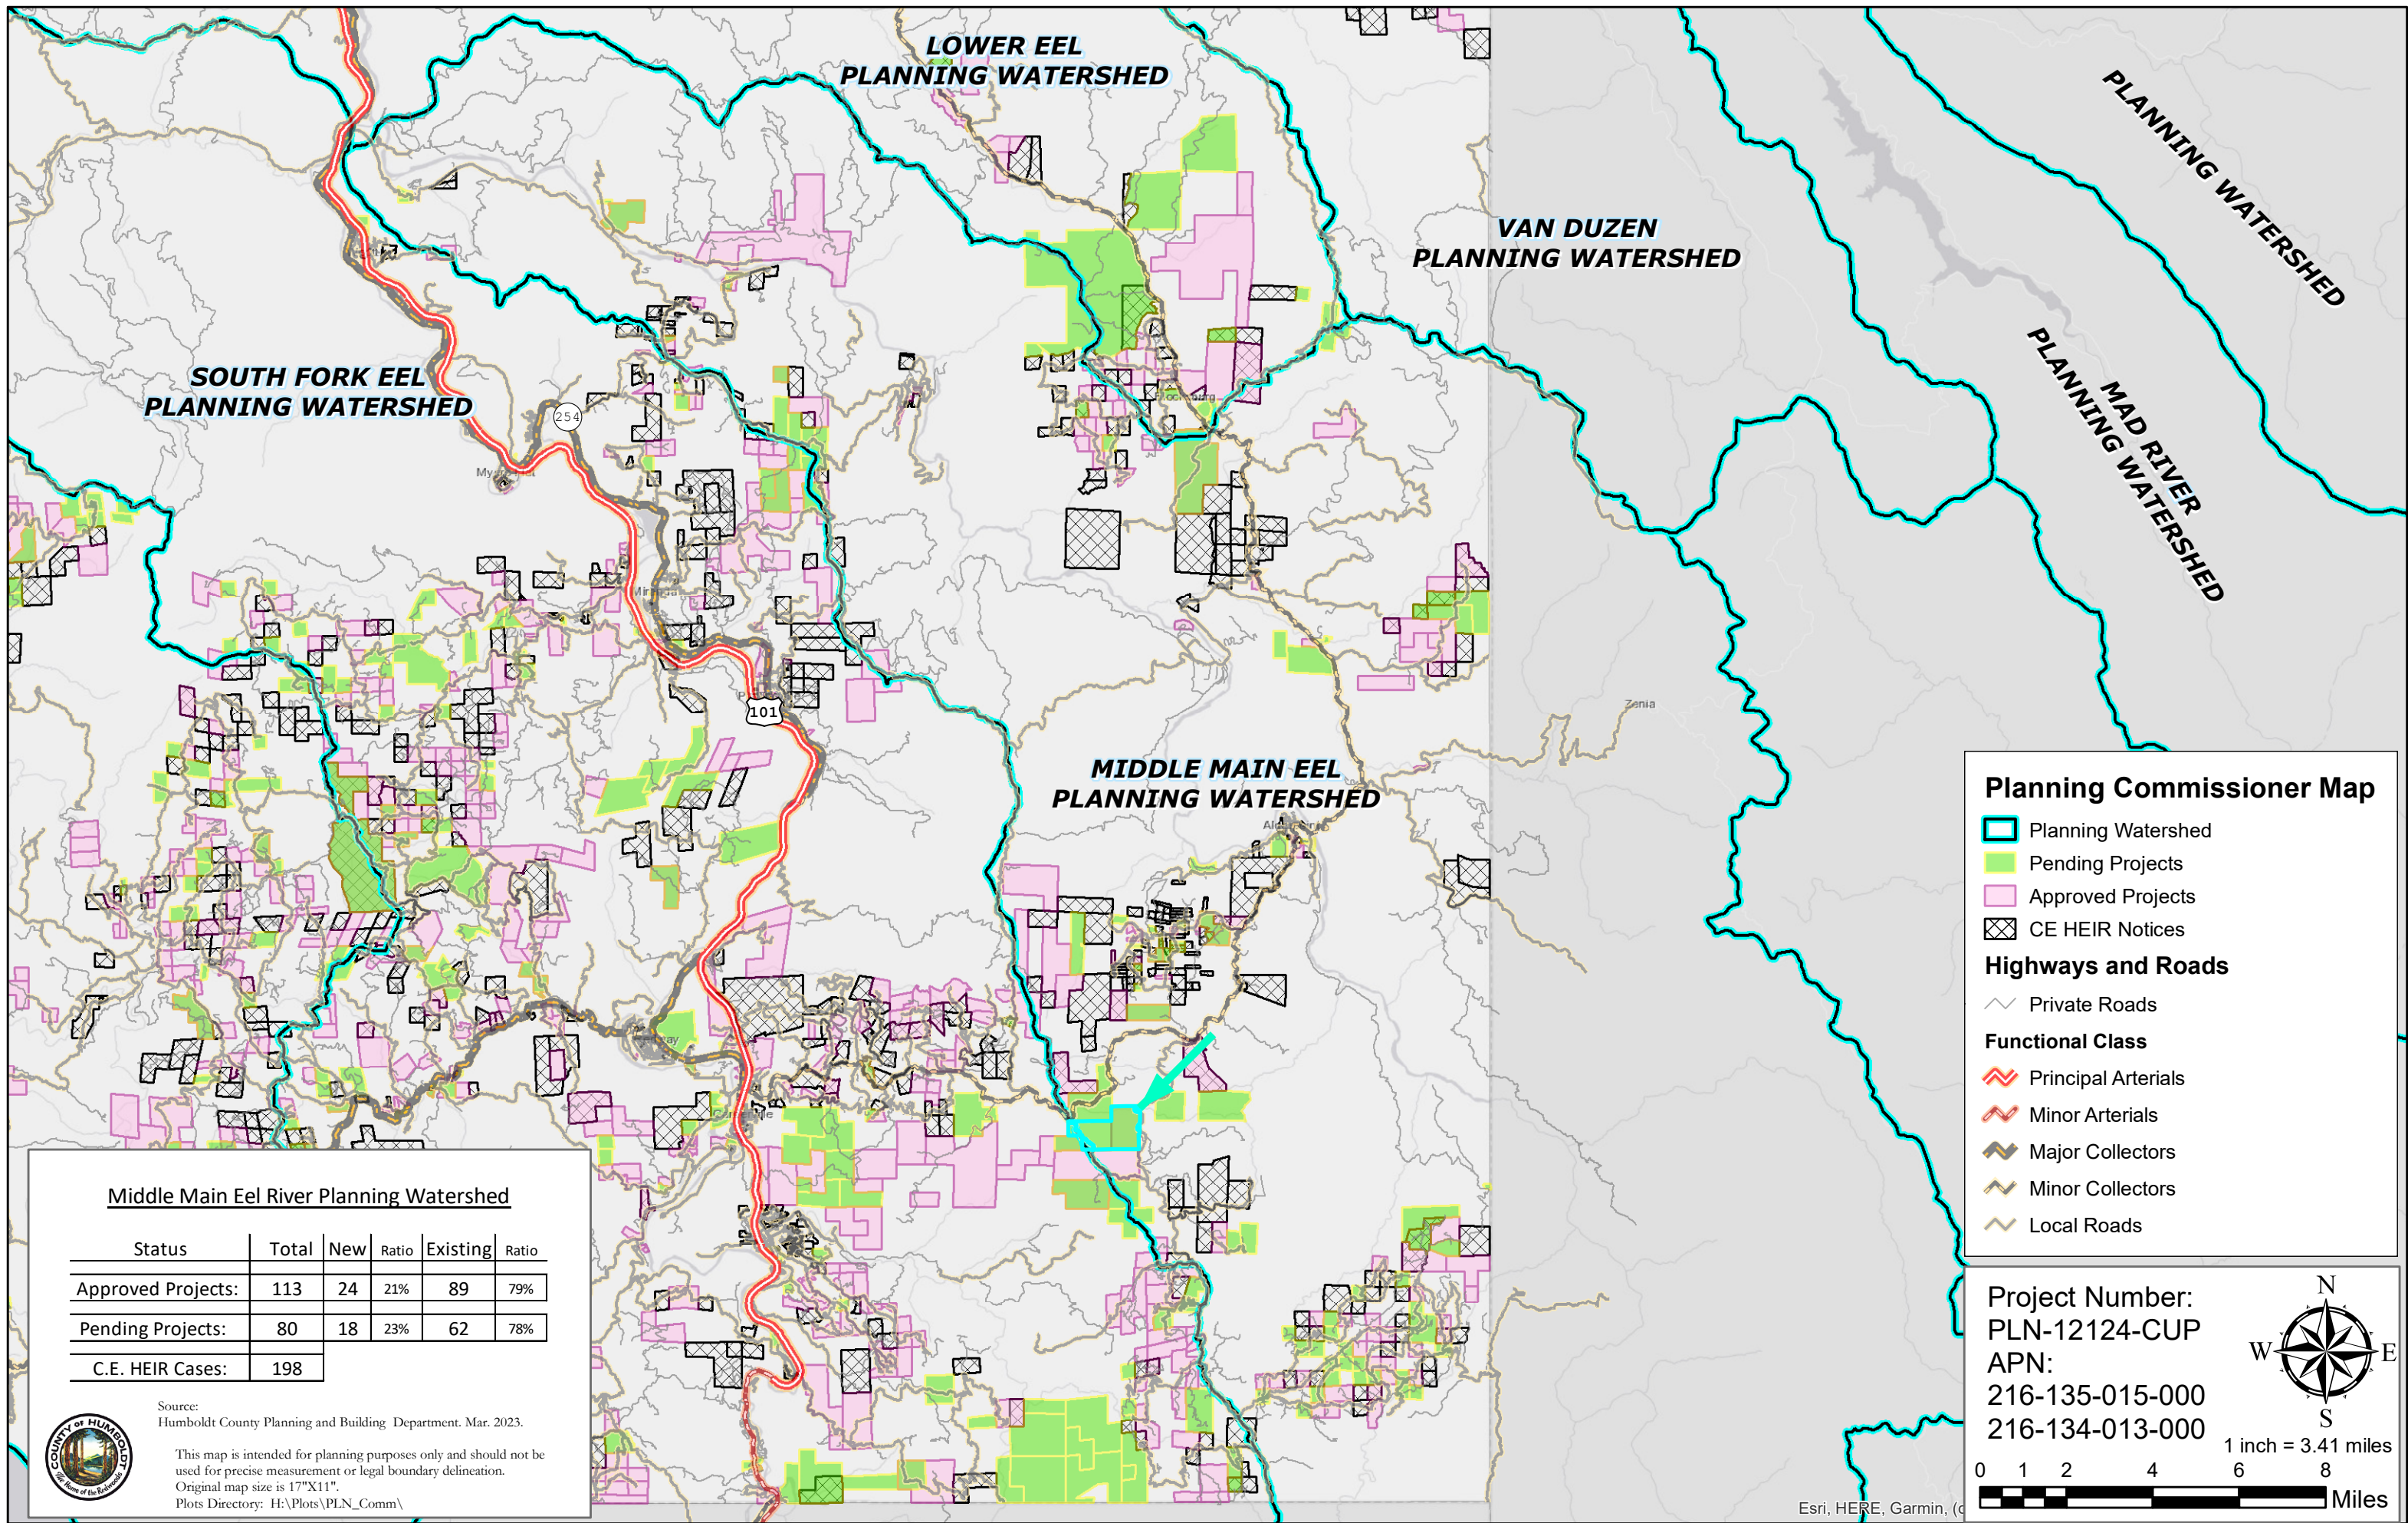 LOWER EEL
PLANNING WATERSHED
PLANNING WATERSHED
VAN DUZEN
PLANNING WATERSHED
MAD RIVER
PLANNING WATERSHED
SOUTH FORK EEL
PLANNING WATERSHED
254
101
Zenia
MIDDLE MAIN EEL
PLANNING WATERSHED
Planning Commissioner Map
Planning Watershed
Pending Projects
Approved Projects
CE HEIR Notices
Highways and Roads
Private Roads
Functional Class
Principal Arterials
Minor Arterials
Major Collectors
Minor Collectors
Local Roads
Middle Main Eel River Planning Watershed
Status Total New Ratio Existing Ratio
Approved Projects: 113 24 21% 89 79%
Pending Projects: 80 18 23% 62 78%
C.E. HEIR Cases: 198
Source:
Humboldt County Planning and Building Department. Mar. 2023.
This map is intended for planning purposes only and should not be
used for precise measurement or legal boundary delineation.
Original map size is 17"X11".
Plots Directory: H:\Plots\PLN_Comm\
COUNTY OF HUMBOLDT
The Home of the Redwoods
Project Number:
PLN-12124-CUP
APN:
216-135-015-000
216-134-013-000
N
W E
S
1 inch = 3.41 miles
0 1 2 4 6 8
Miles
Esri, HERE, Garmin, (c